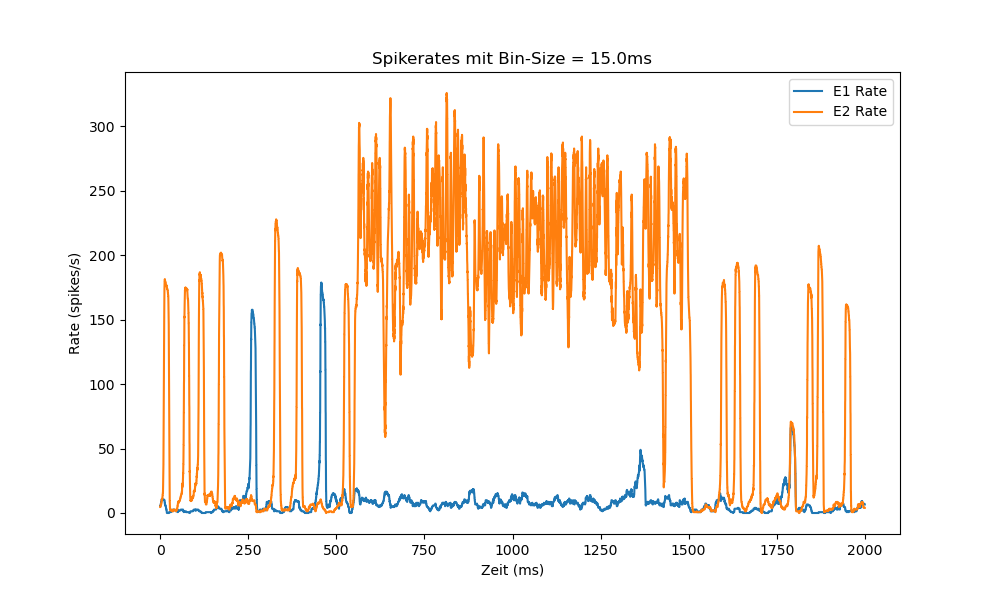 Spikerates mit Bin-Size = 15.0ms
E1 Rate
E2 Rate
Rate (spikes/s)
300
250
200
150
100
50
0
0 250 500 750 1000 1250 1500 1750 2000
Zeit (ms)